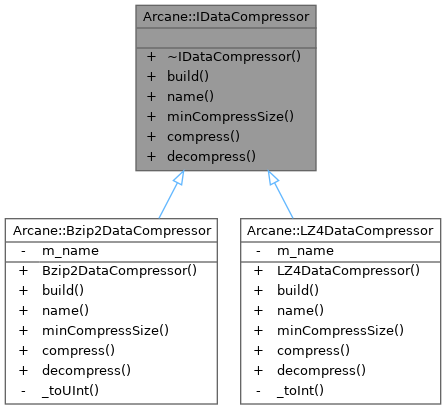 Arcane::IDataCompressor
+ ~IDataCompressor()
+ build()
+ name()
+ minCompressSize()
+ compress()
+ decompress()
Arcane::Bzip2DataCompressor
- m_name
+ Bzip2DataCompressor()
+ build()
+ name()
+ minCompressSize()
+ compress()
+ decompress()
- _toUInt()
Arcane::LZ4DataCompressor
- m_name
+ LZ4DataCompressor()
+ build()
+ name()
+ minCompressSize()
+ compress()
+ decompress()
- _toInt()